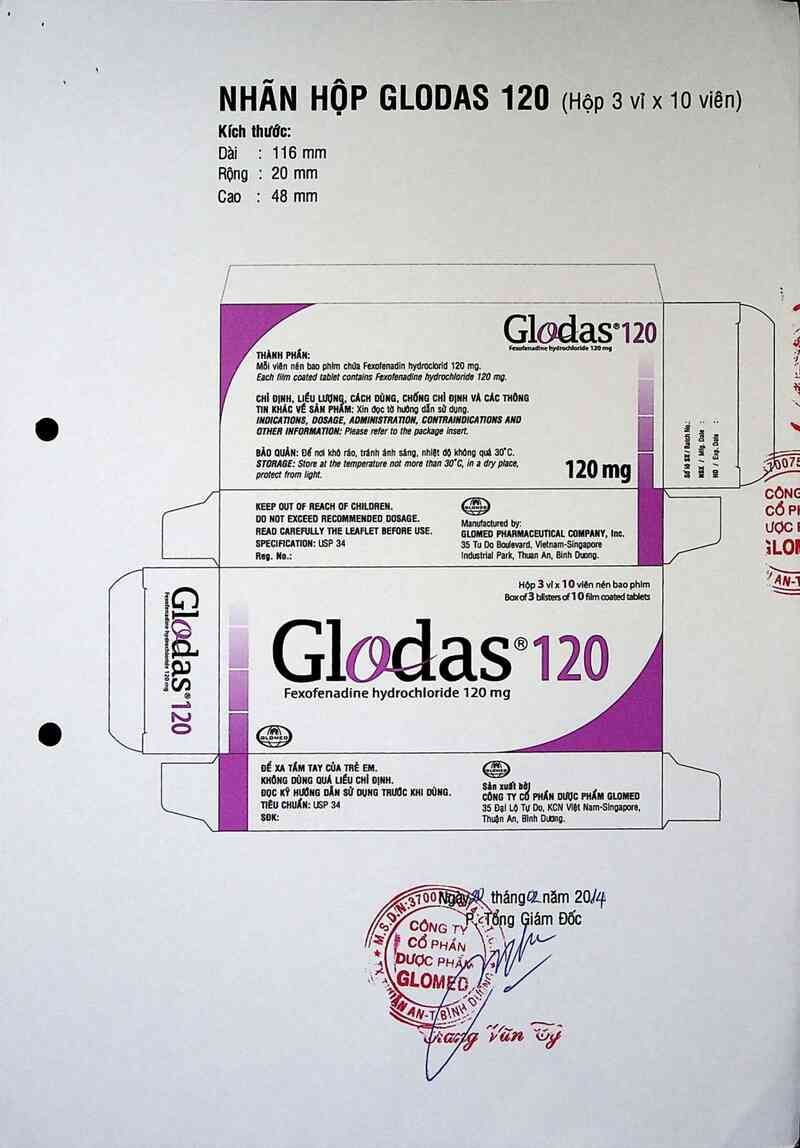 NHÃN HỘP GLODAS 120 (Hộp 3 vỉ x 10 viên)
Kích thước:
Dài : 116 mm
Rộng : 20 mm
Cao : 48 mm
Glodas®120
Fexofenadine hydrochloride 120 mg
THÀNH PHẦN:
Mỗi viên nén bao phim chứa Fexofenadin hydroclorid 120 mg.
Each film coated tablet contains Fexofenadine hydrochloride 120 mg.
CHỈ ĐỊNH, LIỀU LƯỢNG, CÁCH DÙNG, CHỐNG CHỈ ĐỊNH VÀ CÁC THÔNG
TIN KHÁC VỀ SẢN PHẨM: Xin đọc tờ hướng dẫn sử dụng.
INDICATIONS, DOSAGE, ADMINISTRATION, CONTRAINDICATIONS AND
OTHER INFORMATION: Please refer to the package insert.
BẢO QUẢN: Để nơi khô ráo, tránh ánh sáng, nhiệt độ không quá 30°C.
STORAGE: Store at the temperature not more than 30°C, in a dry place,
protect from light.
120 mg
Số lô SX / Batch No.:
NSX / Mfg. Date :
HD / Exp. Date :
KEEP OUT OF REACH OF CHILDREN.
DO NOT EXCEED RECOMMENDED DOSAGE.
READ CAREFULLY THE LEAFLET BEFORE USE.
SPECIFICATION: USP 34
Reg. No.:
GLOMED
Manufactured by:
GLOMED PHARMACEUTICAL COMPANY, Inc.
35 Tu Do Boulevard, Vietnam-Singapore
Industrial Park, Thuan An, Binh Duong.
Glodas®120
Fexofenadine hydrochloride 120 mg
Hộp 3 vỉ x 10 viên nén bao phim
Box of 3 blisters of 10 film coated tablets
Glodas®120
Fexofenadine hydrochloride 120 mg
GLOMED
ĐỂ XA TẦM TAY CỦA TRẺ EM.
KHÔNG DÙNG QUÁ LIỀU CHỈ ĐỊNH.
ĐỌC KỸ HƯỚNG DẪN SỬ DỤNG TRƯỚC KHI DÙNG.
TIÊU CHUẨN: USP 34
SĐK:
GLOMED
Sản xuất bởi
CÔNG TY CỔ PHẦN DƯỢC PHẨM GLOMED
35 Đại Lộ Tự Do, KCN Việt Nam-Singapore,
Thuận An, Bình Dương.
Ngày 20 tháng 02 năm 2014
P. Tổng Giám Đốc
M.S.D.N:3700
CÔNG TY
CỔ PHẦN
DƯỢC PHẨM
GLOMED
AN-T.BÌNH DƯƠNG
Văn Tỷ
CÔNG
GLOM
AN-T